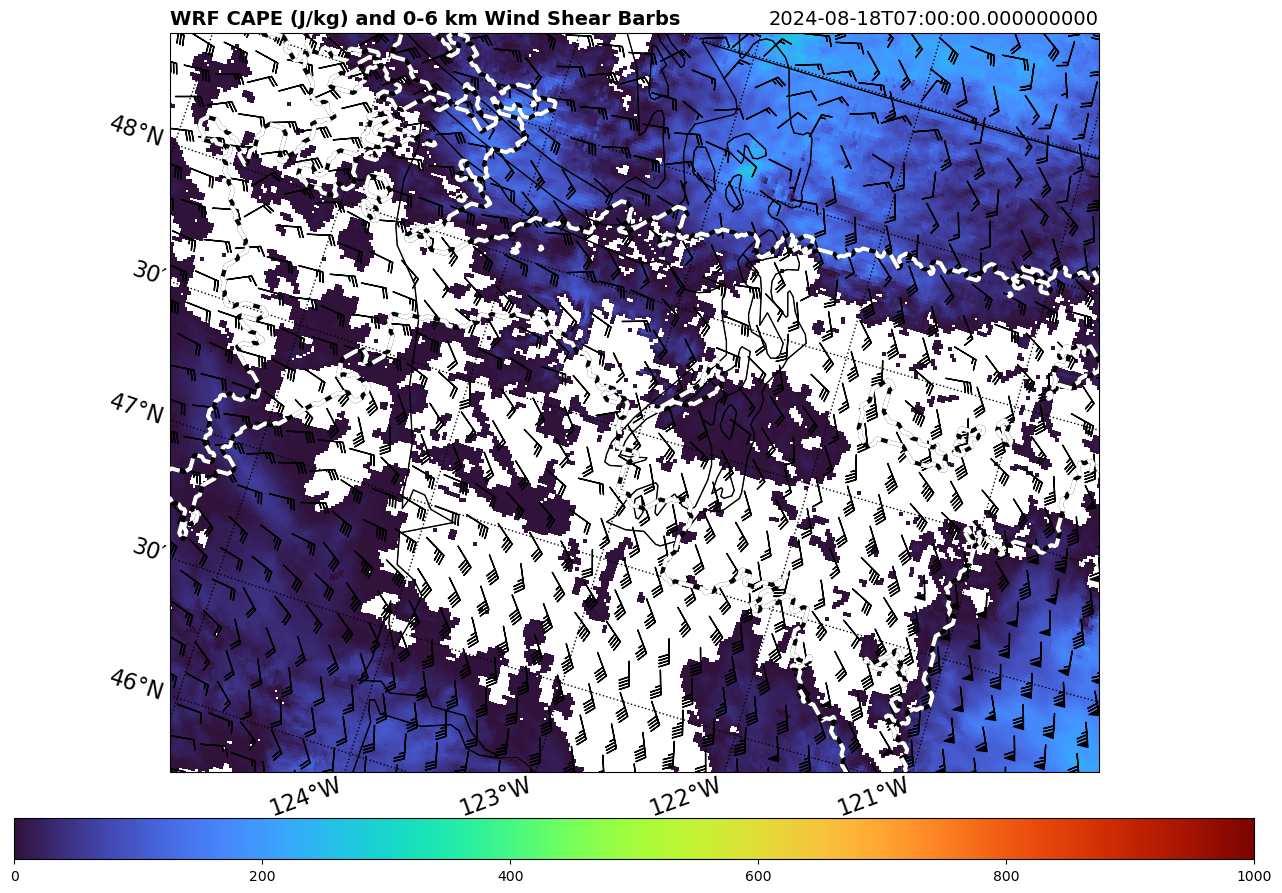 WRF CAPE (J/kg) and 0-6 km Wind Shear Barbs 2024-08-18T07:00:00.000000000
48°N
30′
47°N
30′
46°N
124°W 123°W 122°W 121°W
0 200 400 600 800 1000